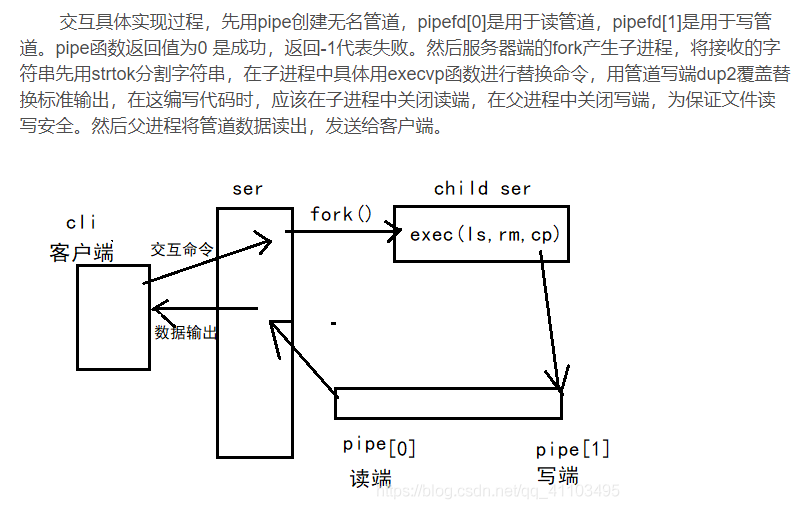 交互具体实现过程，先用pipe创建无名管道，pipefd[0]是用于读管道，pipefd[1]是用于写管
道。pipe函数返回值为0 是成功，返回-1代表失败。然后服务器端的fork产生子进程，将接收的字
符串先用strtok分割字符串，在子进程中具体用execvp函数进行替换命令，用管道写端dup2覆盖替
换标准输出，在这编写代码时，应该在子进程中关闭读端，在父进程中关闭写端，为保证文件读
写安全。然后父进程将管道数据读出，发送给客户端。
ser
child ser
cli
fork()
客户端
交互命令
exec(ls,rm,cp)
数据输出
pipe[0]
pipe[1]
读端
写端
https://blog.csdn.net/qq_41103495